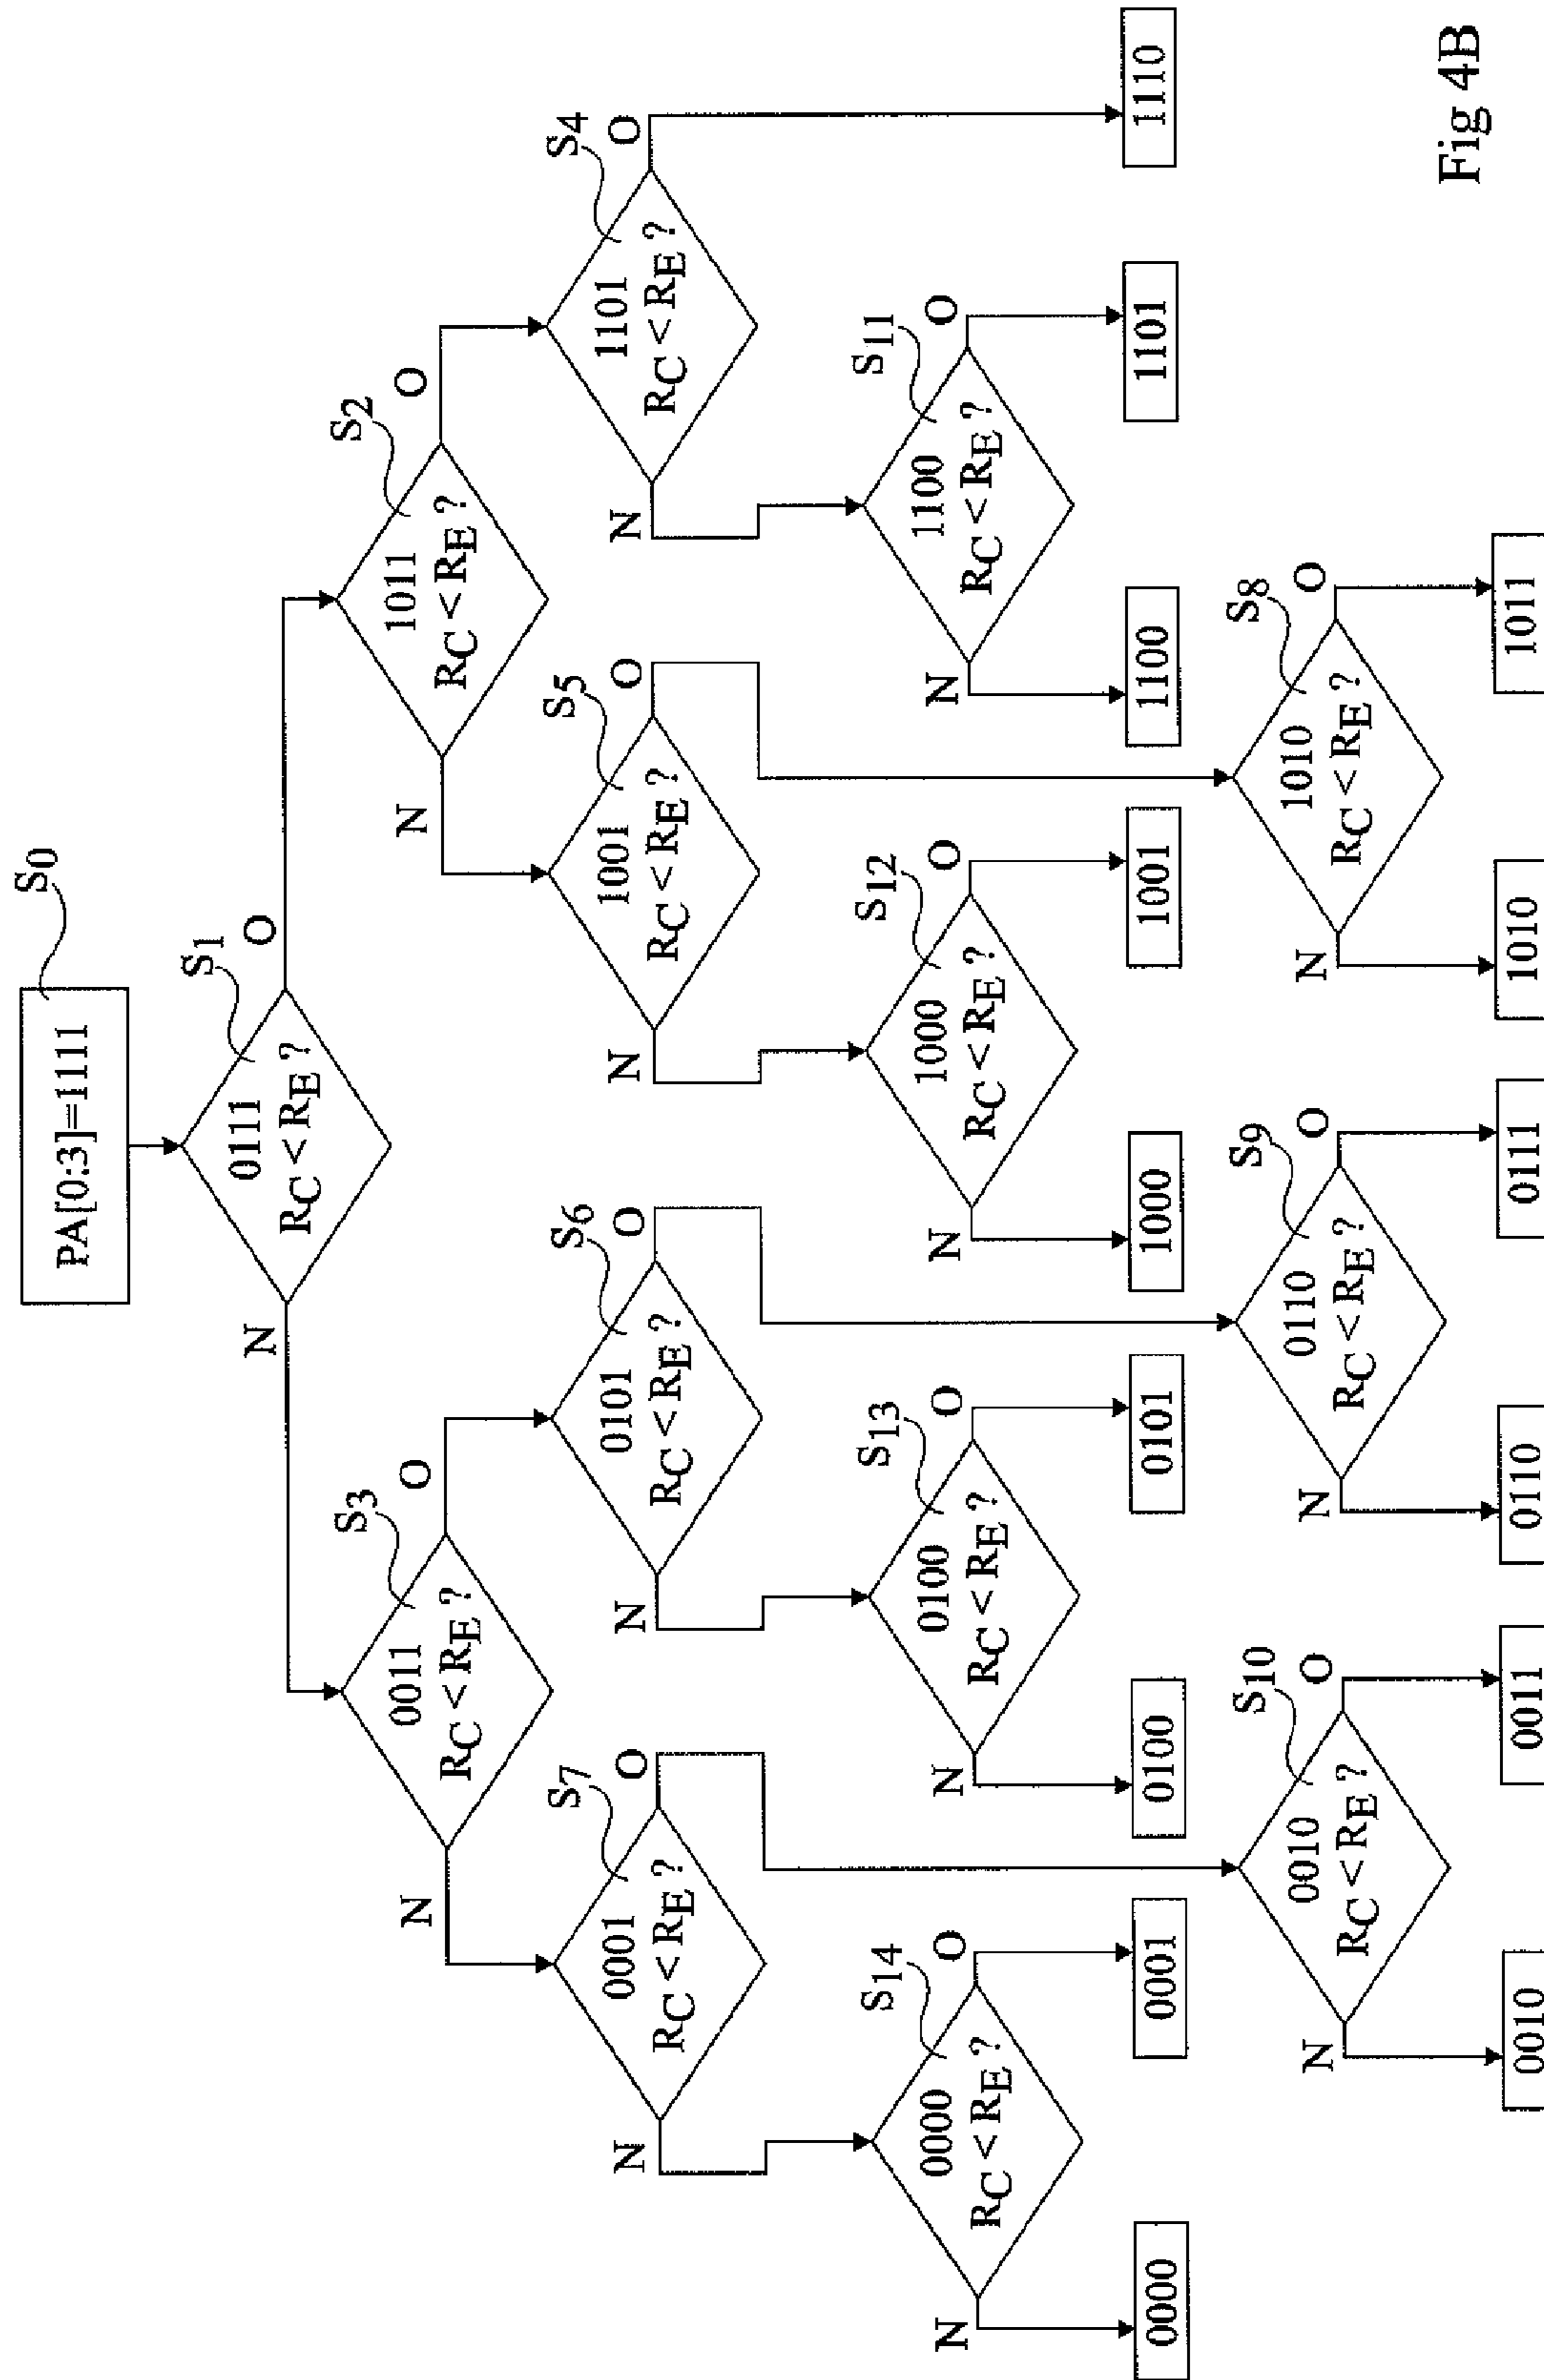 S0
PA[0:3]=1111
S1
0111
RC<RE?
N
O
S3
0011
RC<RE?
N
O
S2
1011
RC<RE?
N
O
S7
0001
RC<RE?
N
O
S6
0101
RC<RE?
N
O
S5
1001
RC<RE?
N
O
S4
1101
RC<RE?
N
O
S14
0000
RC<RE?
N
O
S13
0100
RC<RE?
N
O
S12
1000
RC<RE?
N
O
S11
1100
RC<RE?
N
O
0000
0001
0100
0101
1000
1001
1100
1101
1110
S10
0010
RC<RE?
N
O
S9
0110
RC<RE?
N
O
S8
1010
RC<RE?
N
O
0010
0011
0110
0111
1010
1011
Fig 4B